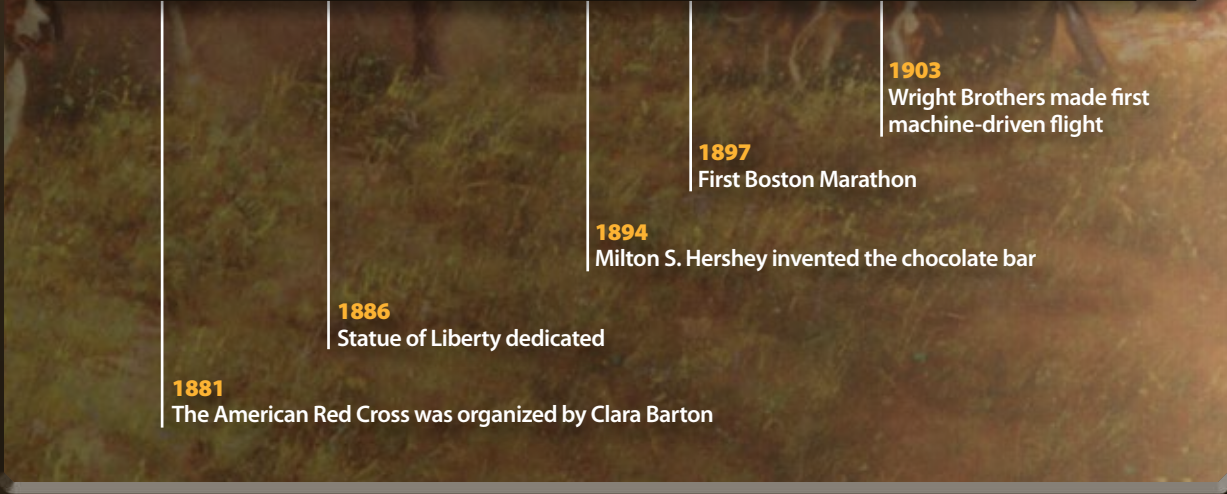 1903
Wright Brothers made first
machine-driven flight
1897
First Boston Marathon
1894
Milton S. Hershey invented the chocolate bar
1886
Statue of Liberty dedicated
1881
The American Red Cross was organized by Clara Barton